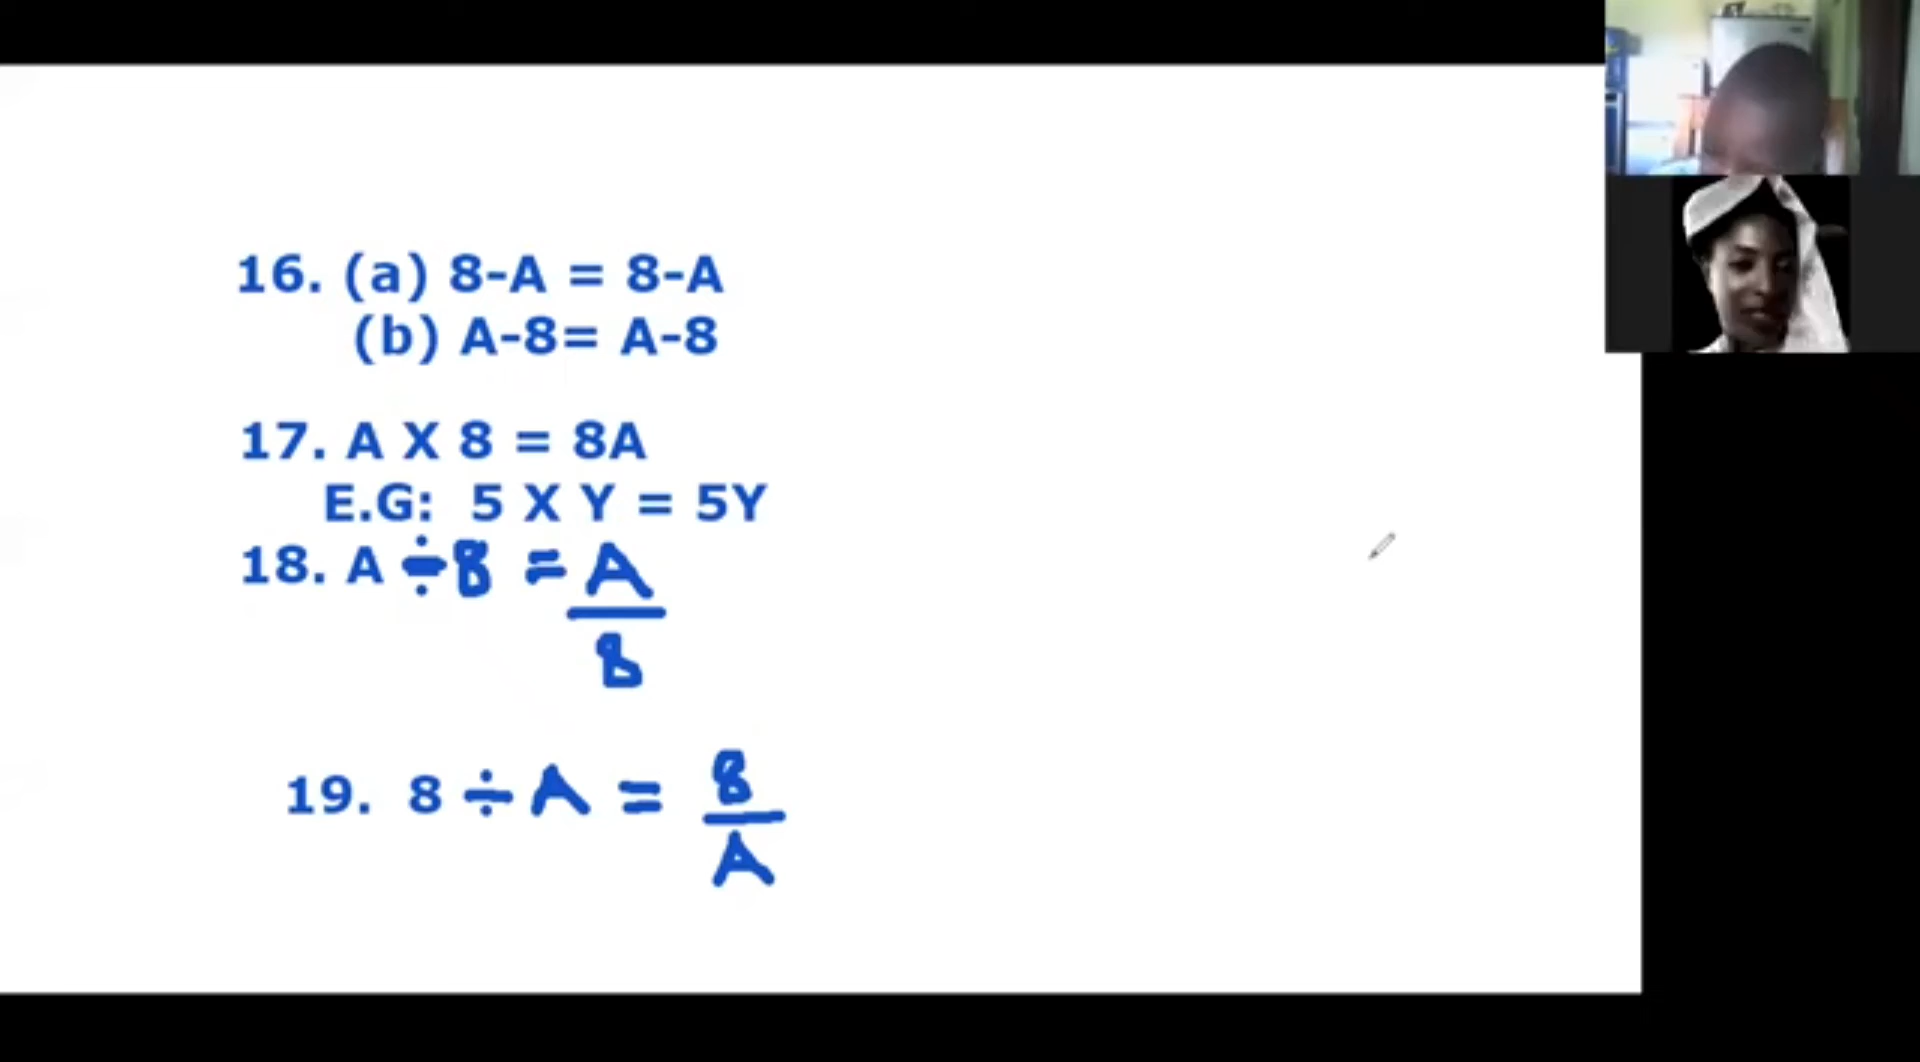 16. (a) 8-A = 8-A
(b) A-8= A-8
17. A X 8 = 8A
E.G: 5 X Y = 5Y
18. A ÷ 8 = A
8
19. 8 ÷ A = 8
A